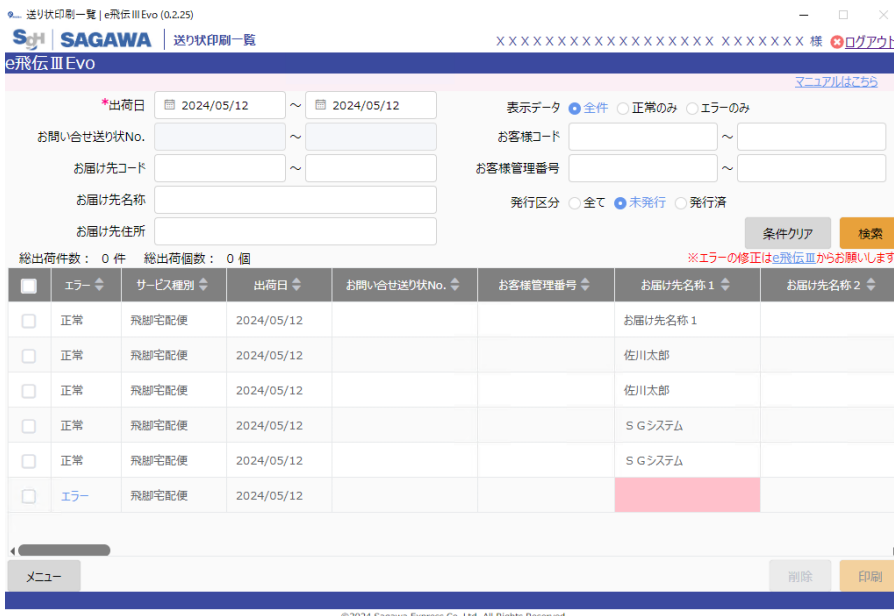 送り状印刷一覧 | e飛伝ⅢEvo (0.2.25)
SGH SAGAWA 送り状印刷一覧 XXXXXXXXXXXXXXXXXX XXXXXXX 様 ログアウト
e飛伝ⅢEvo
マニュアルはこちら
*出荷日 2024/05/12 ～ 2024/05/12 表示データ 全件 正常のみ エラーのみ
お問い合せ送り状No. ～ お客様コード ～
お届け先コード ～ お客様管理番号 ～
お届け先名称 発行区分 全て 未発行 発行済
お届け先住所 条件クリア 検索
総出荷件数： 0 件 総出荷個数： 0 個 ※エラーの修正はe飛伝Ⅲからお願いします
エラー サービス種別 出荷日 お問い合せ送り状No. お客様管理番号 お届け先名称１ お届け先名称２
正常 飛脚宅配便 2024/05/12 お届け先名称１
正常 飛脚宅配便 2024/05/12 佐川太郎
正常 飛脚宅配便 2024/05/12 佐川太郎
正常 飛脚宅配便 2024/05/12 ＳＧシステム
正常 飛脚宅配便 2024/05/12 ＳＧシステム
エラー 飛脚宅配便 2024/05/12
メニュー 削除 印刷
©2024 Sagawa Express Co.,Ltd. All Rights Reserved.